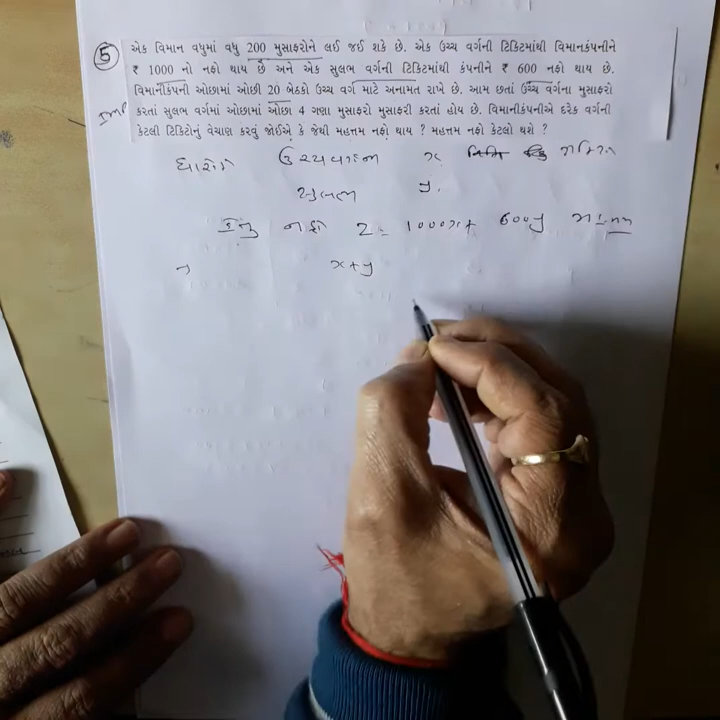 5 એક વિમાન વધુમાં વધુ 200 મુસાફરોને લઈ જઈ શકે છે. એક ઉચ્ચ વર્ગની ટિકિટમાંથી વિમાનકંપનીને
₹ 1000 નો નફો થાય છે અને એક સુલભ વર્ગની ટિકિટમાંથી કંપનીને ₹ 600 નફો થાય છે.
વિમાનીકંપની ઓછામાં ઓછી 20 બેઠકો ઉચ્ચ વર્ગ માટે અનામત રાખે છે. આમ છતાં ઉચ્ચ વર્ગના મુસાફરો
IMP કરતાં સુલભ વર્ગમાં ઓછામાં ઓછા 4 ગણા મુસાફરો મુસાફરી કરતાં હોય છે. વિમાનીકંપનીએ દરેક વર્ગની
કેટલી ટિકિટોનું વેચાણ કરવું જોઈએ કે જેથી મહત્તમ નફો થાય ? મહત્તમ નફો કેટલો થશે ?
ધારોકે ઉચ્ચવર્ગના x
સુલભ y.
નફો Z = 1000x + 600y
→ x+y